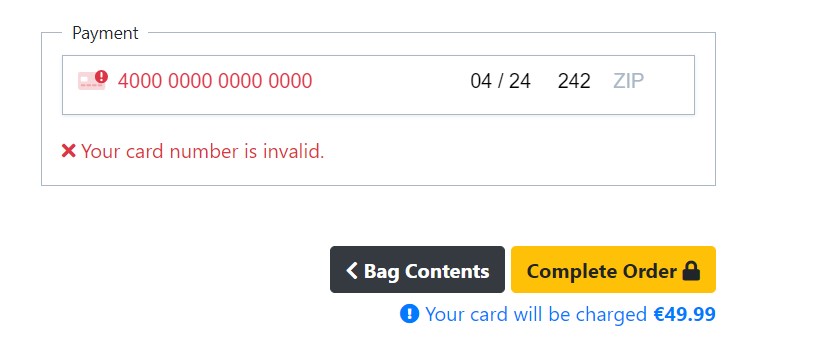 Payment
4000 0000 0000 0000 04 / 24 242 ZIP
Your card number is invalid.
Bag Contents Complete Order
Your card will be charged €49.99